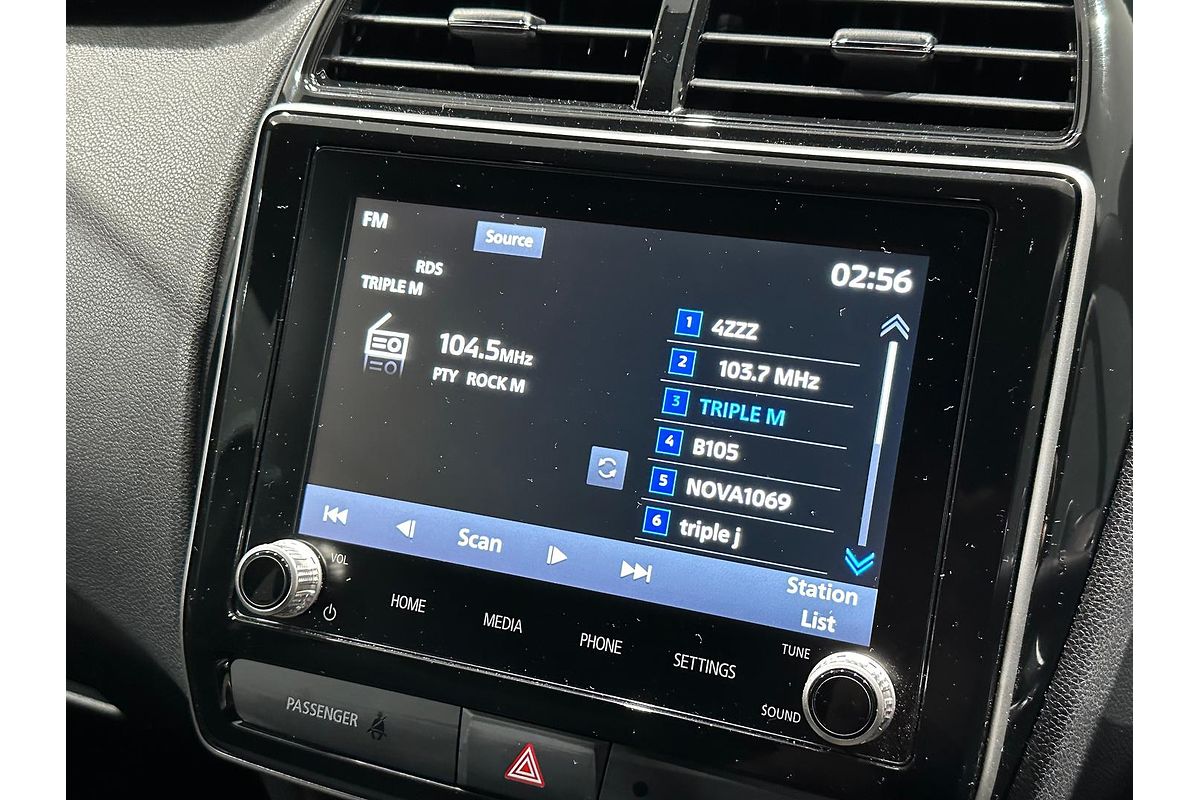 FM
Source
02:56
RDS
TRIPLE M
104.5MHz
PTY ROCK M
1 4ZZZ
2 103.7 MHz
3 TRIPLE M
4 B105
5 NOVA1069
6 triple j
Scan
Station
List
VOL
HOME
MEDIA
PHONE
SETTINGS
TUNE
SOUND
PASSENGER